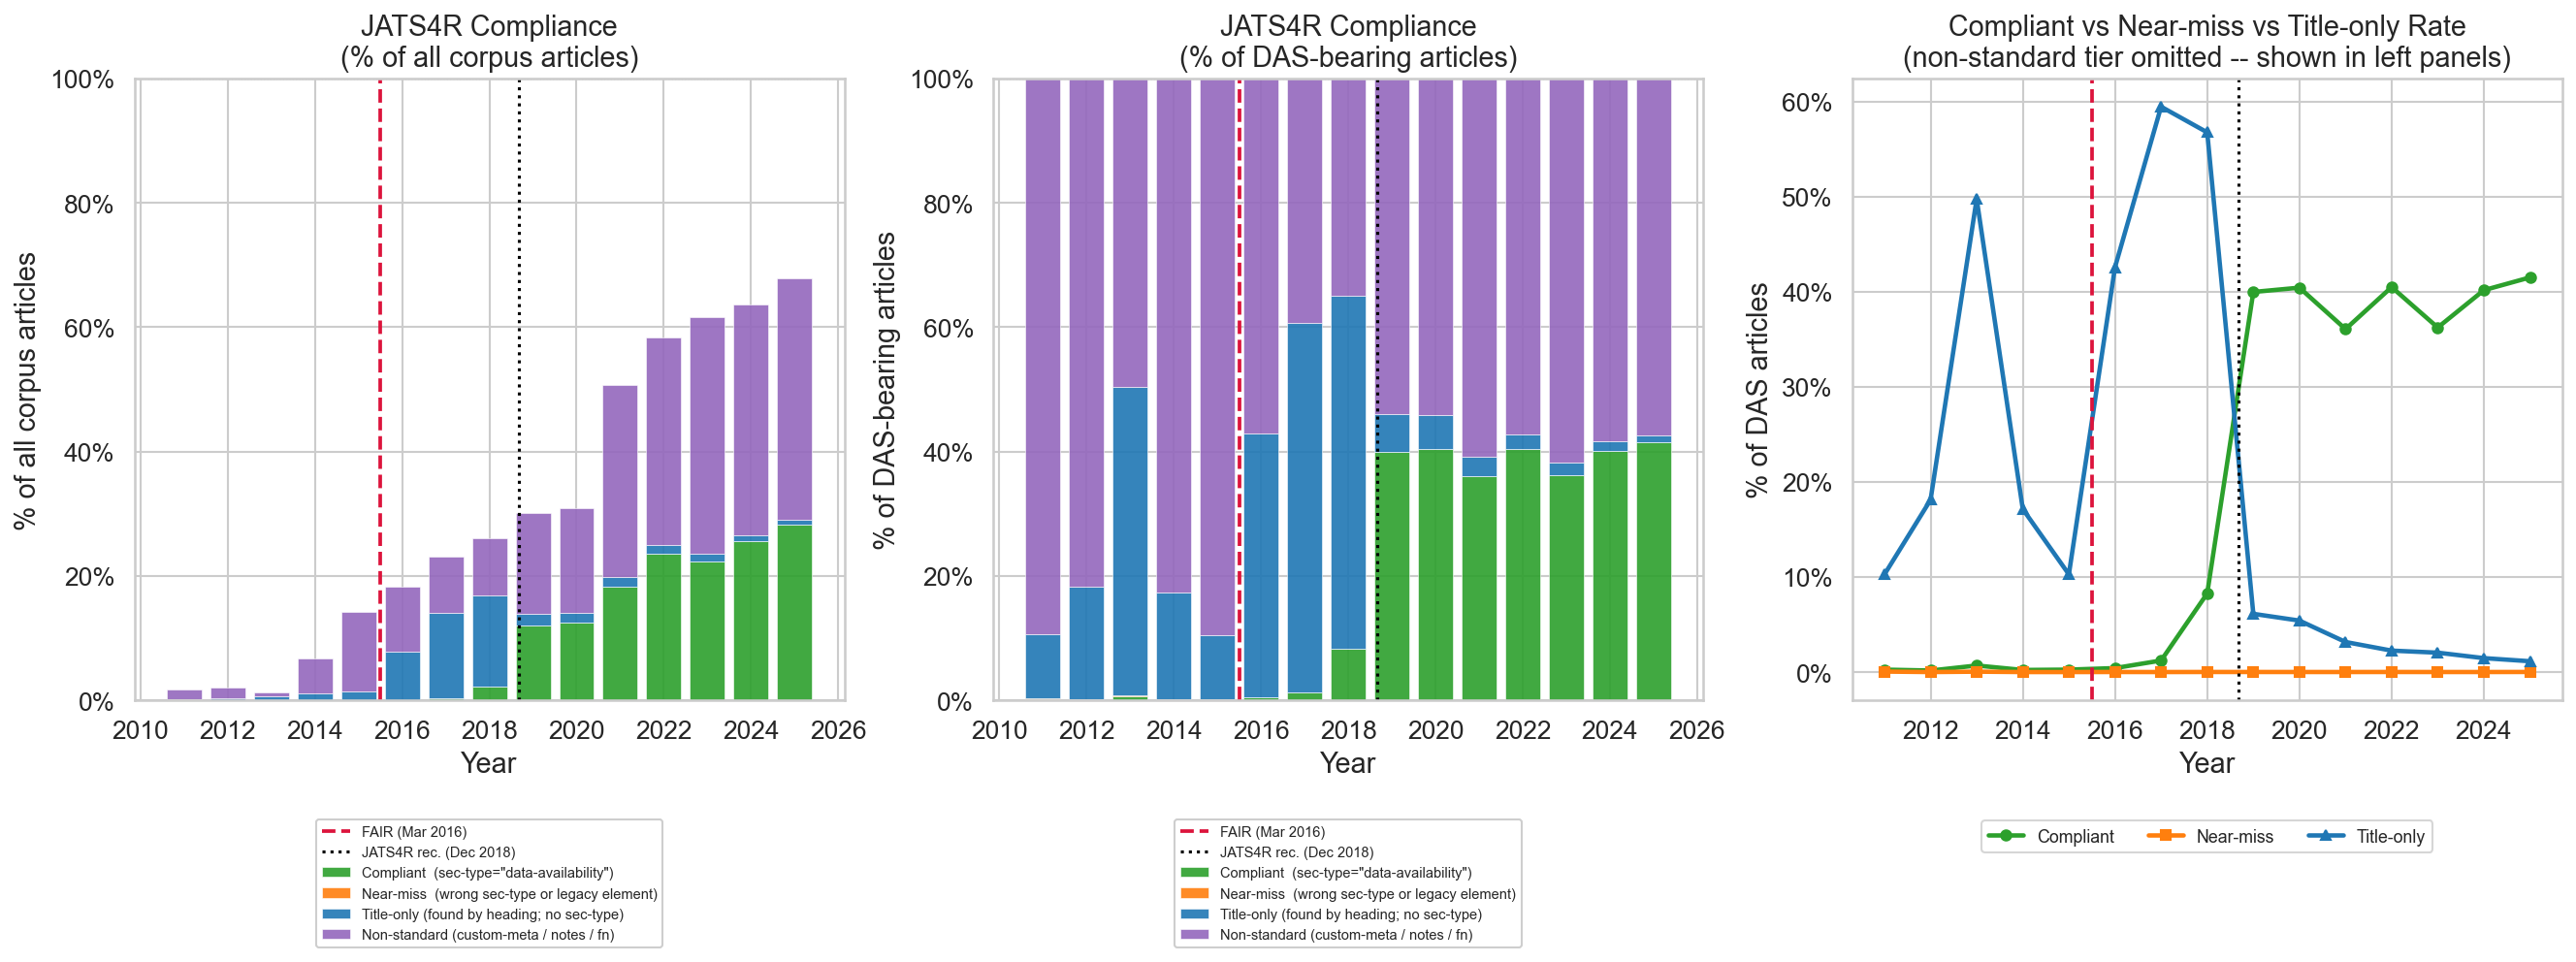 JATS4R Compliance
(% of all corpus articles)
% of all corpus articles
100%
80%
60%
40%
20%
0%
2010 2012 2014 2016 2018 2020 2022 2024 2026
Year
FAIR (Mar 2016)
JATS4R rec. (Dec 2018)
Compliant (sec-type="data-availability")
Near-miss (wrong sec-type or legacy element)
Title-only (found by heading; no sec-type)
Non-standard (custom-meta / notes / fn)
JATS4R Compliance
(% of DAS-bearing articles)
% of DAS-bearing articles
100%
80%
60%
40%
20%
0%
2010 2012 2014 2016 2018 2020 2022 2024 2026
Year
FAIR (Mar 2016)
JATS4R rec. (Dec 2018)
Compliant (sec-type="data-availability")
Near-miss (wrong sec-type or legacy element)
Title-only (found by heading; no sec-type)
Non-standard (custom-meta / notes / fn)
Compliant vs Near-miss vs Title-only Rate
(non-standard tier omitted -- shown in left panels)
% of DAS articles
60%
50%
40%
30%
20%
10%
0%
2012 2014 2016 2018 2020 2022 2024
Year
Compliant Near-miss Title-only